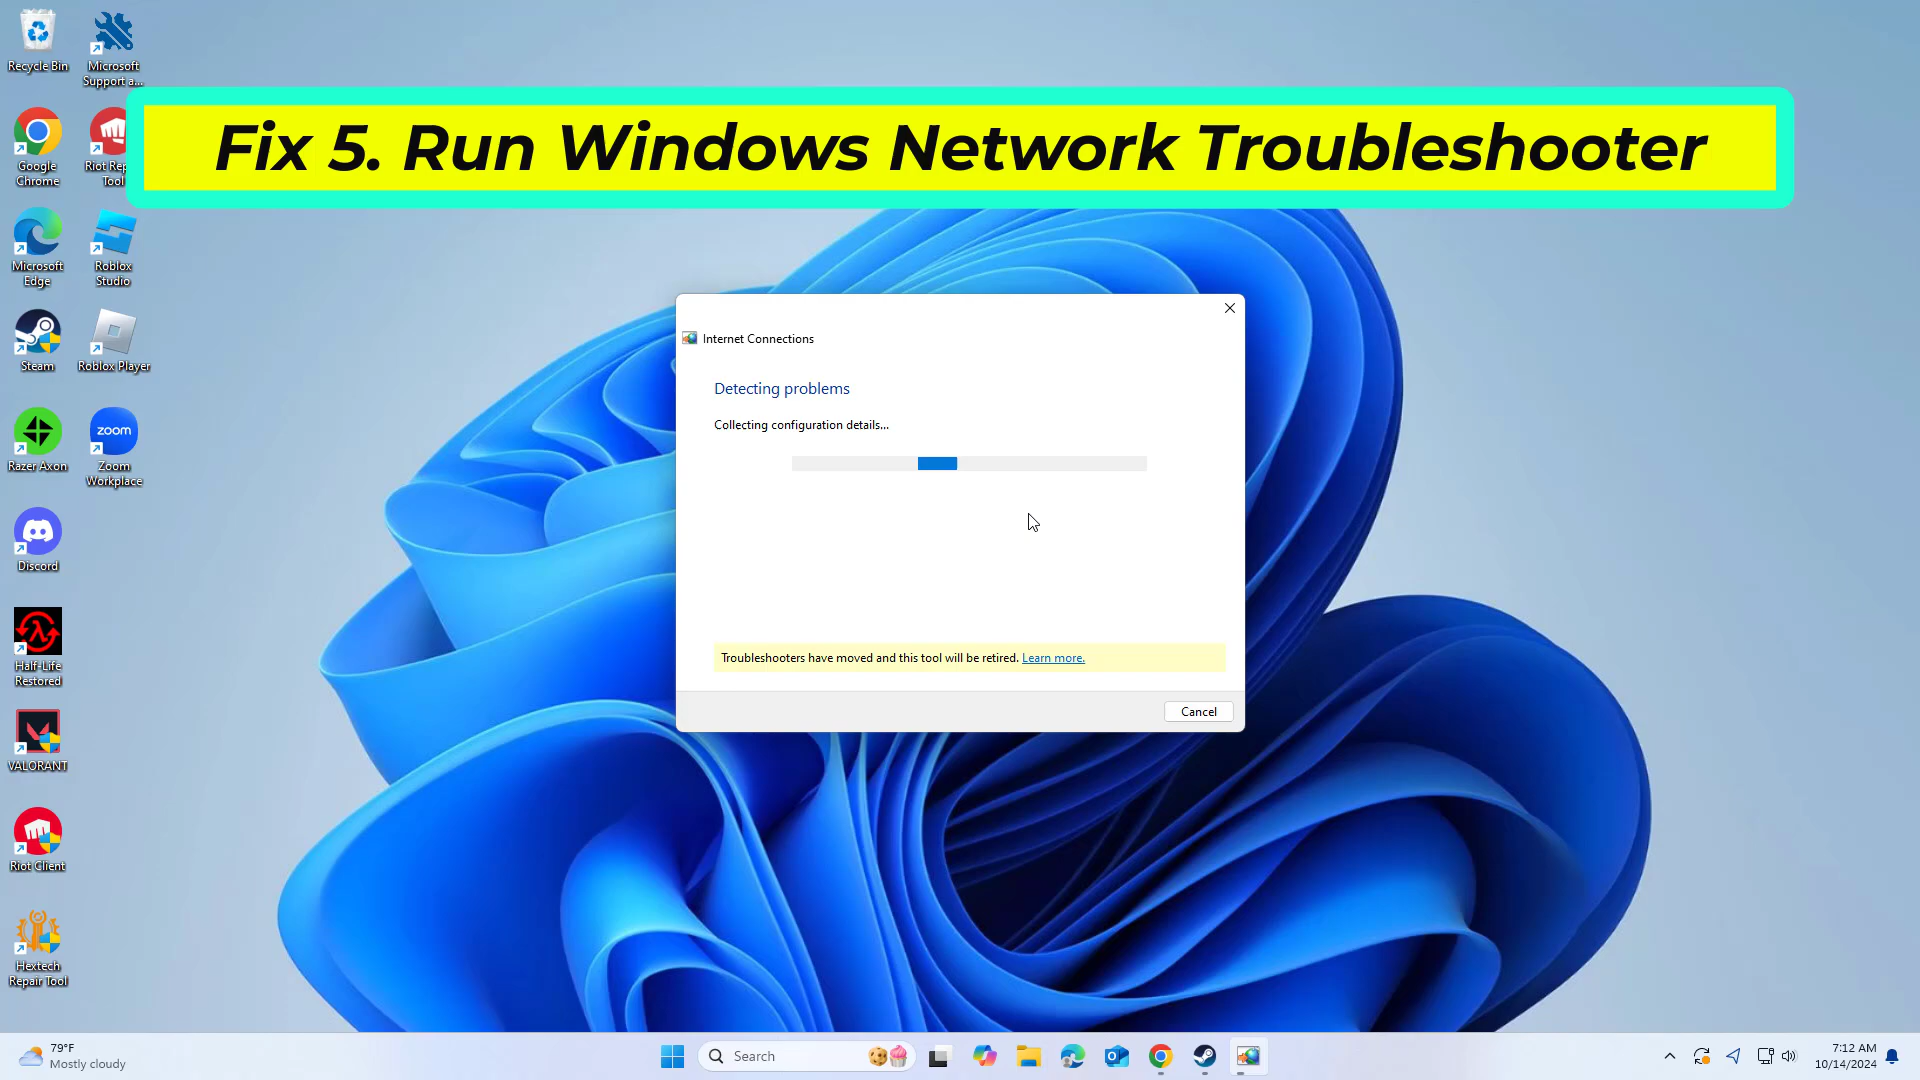 Fix 5. Run Windows Network Troubleshooter
Recycle Bin
Microsoft
Support a...
Google
Chrome
Riot Rep
Tool
Microsoft
Edge
Roblox
Studio
Steam
Roblox Player
Razer Axon
zoom
Zoom
Workplace
Discord
Half-Life
Restored
VALORANT
Riot Client
Hextech
Repair Tool
Internet Connections
Detecting problems
Collecting configuration details...
Troubleshooters have moved and this tool will be retired. Learn more.
Cancel
79°F
Mostly cloudy
Search
7:12 AM
10/14/2024